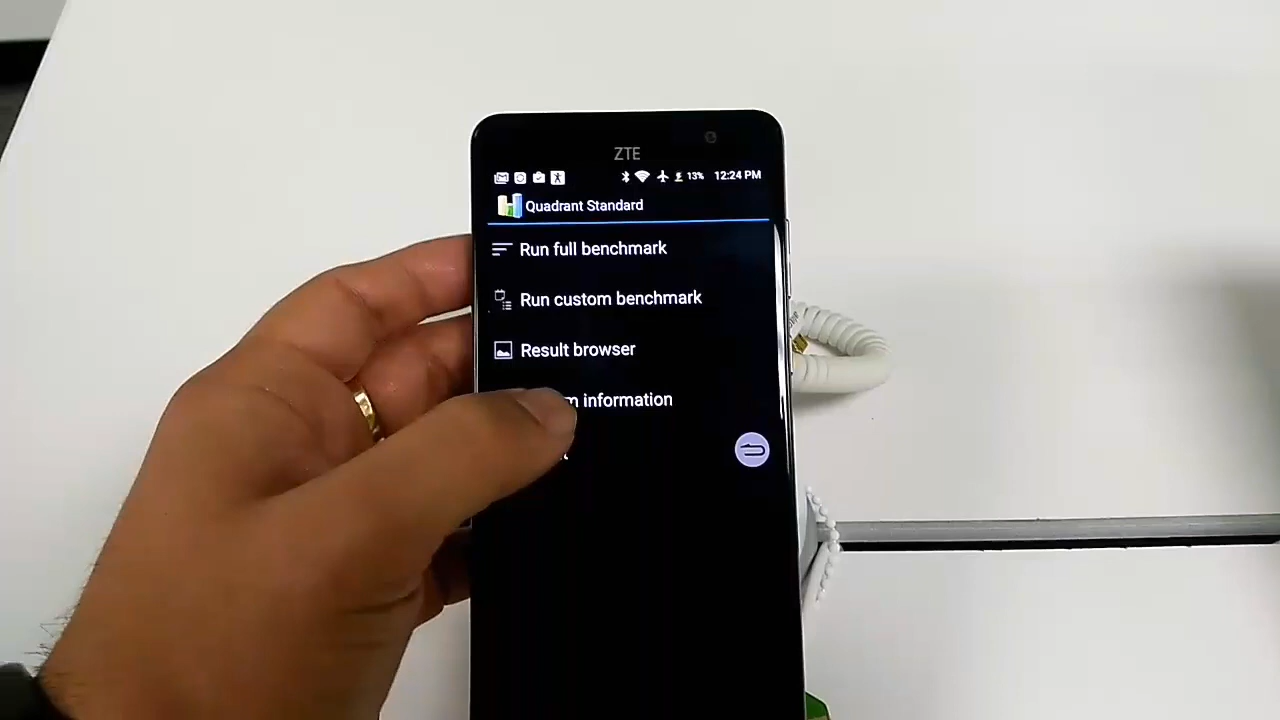 ZTE
13% 12:24 PM
Quadrant Standard
Run full benchmark
Run custom benchmark
Result browser
m information